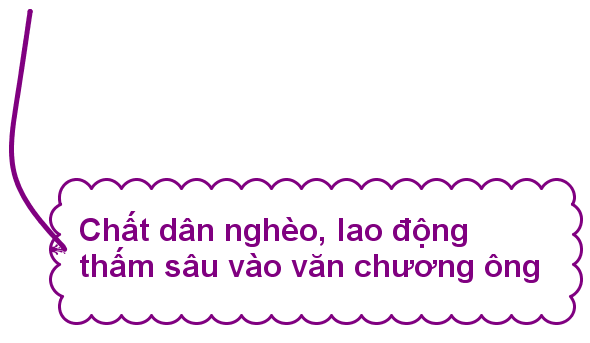 Chất dân nghèo, lao động
thấm sâu vào văn chương ông